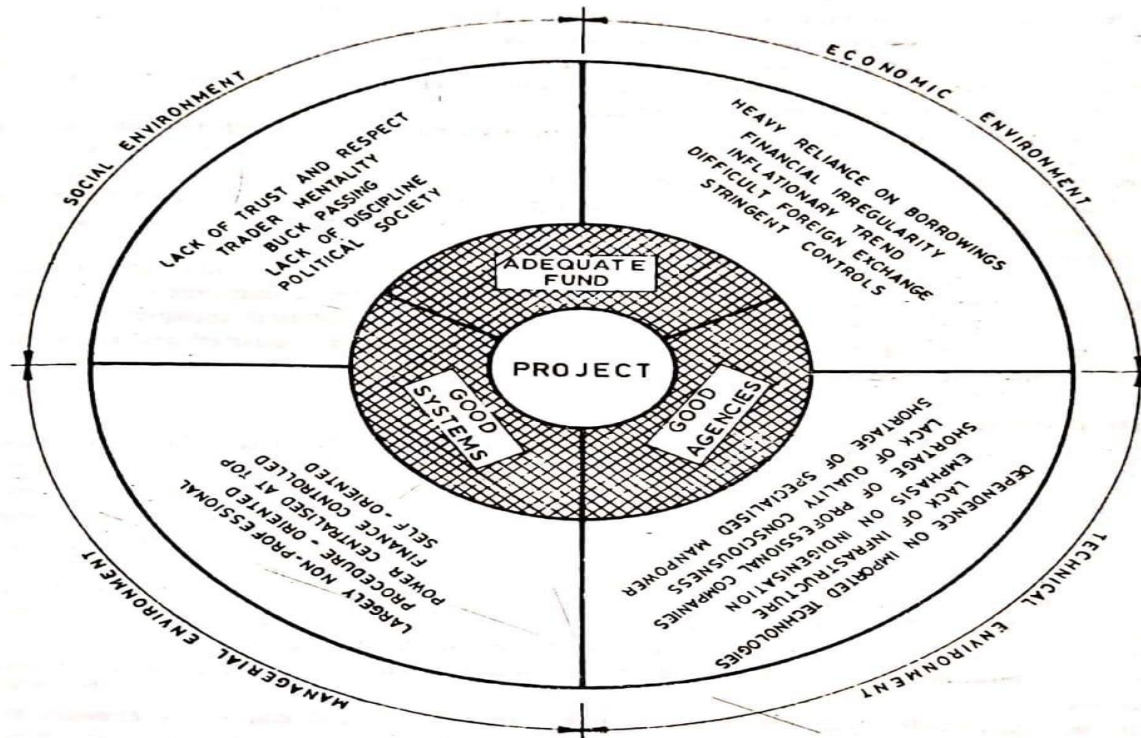 SOCIAL ENVIRONMENT
ECONOMIC ENVIRONMENT
LACK OF TRUST AND RESPECT
TRADER MENTALITY
BUCK PASSING
LACK OF DISCIPLINE
POLITICAL SOCIETY
HEAVY RELIANCE ON BORROWINGS
FINANCIAL IRREGULARITY
INFLATIONARY TREND
DIFFICULT FOREIGN EXCHANGE
STRINGENT CONTROLS
ADEQUATE
FUND
PROJECT
GOOD
SYSTEMS
GOOD
AGENCIES
LARGELY NON-PROFESSIONAL
PROCEDURE - ORIENTED
POWER CENTRALISED AT TOP
FINANCE CONTROLLED
SELF - ORIENTED
DEPENDENCE ON IMPORTED TECHNOLOGIES
LACK OF INFRASTRUCTURE
EMPHASIS ON INDIGENISATION
SHORTAGE OF PROFESSIONAL COMPANIES
LACK OF QUALITY CONSCIOUSNESS
SHORTAGE OF SPECIALISED MANPOWER
MANAGERIAL ENVIRONMENT
TECHNICAL ENVIRONMENT